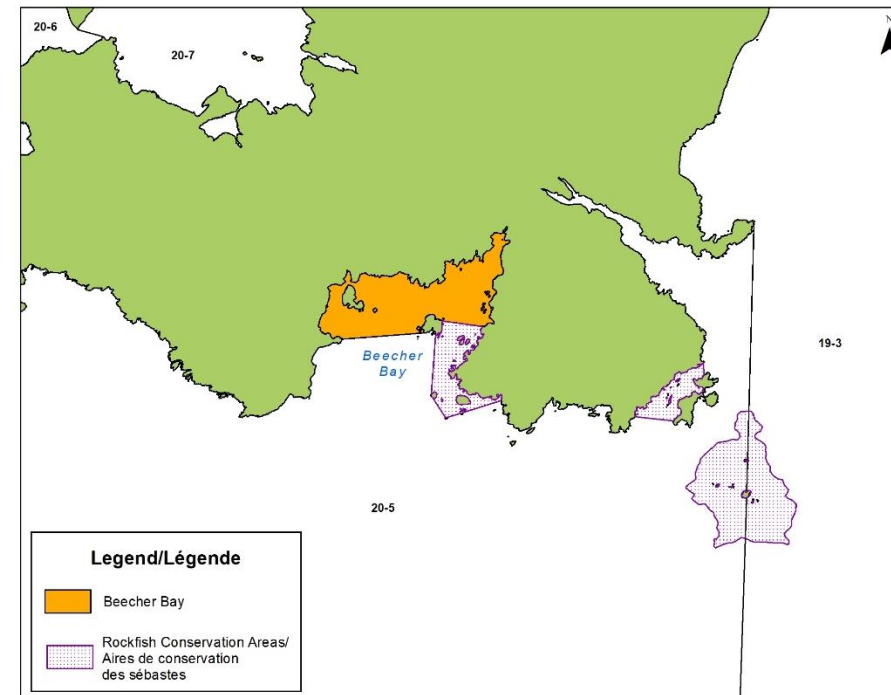 20-6
20-7
N
19-3
Beecher
Bay
20-5
Legend/Légende
Beecher Bay
Rockfish Conservation Areas/
Aires de conservation
des sébastes